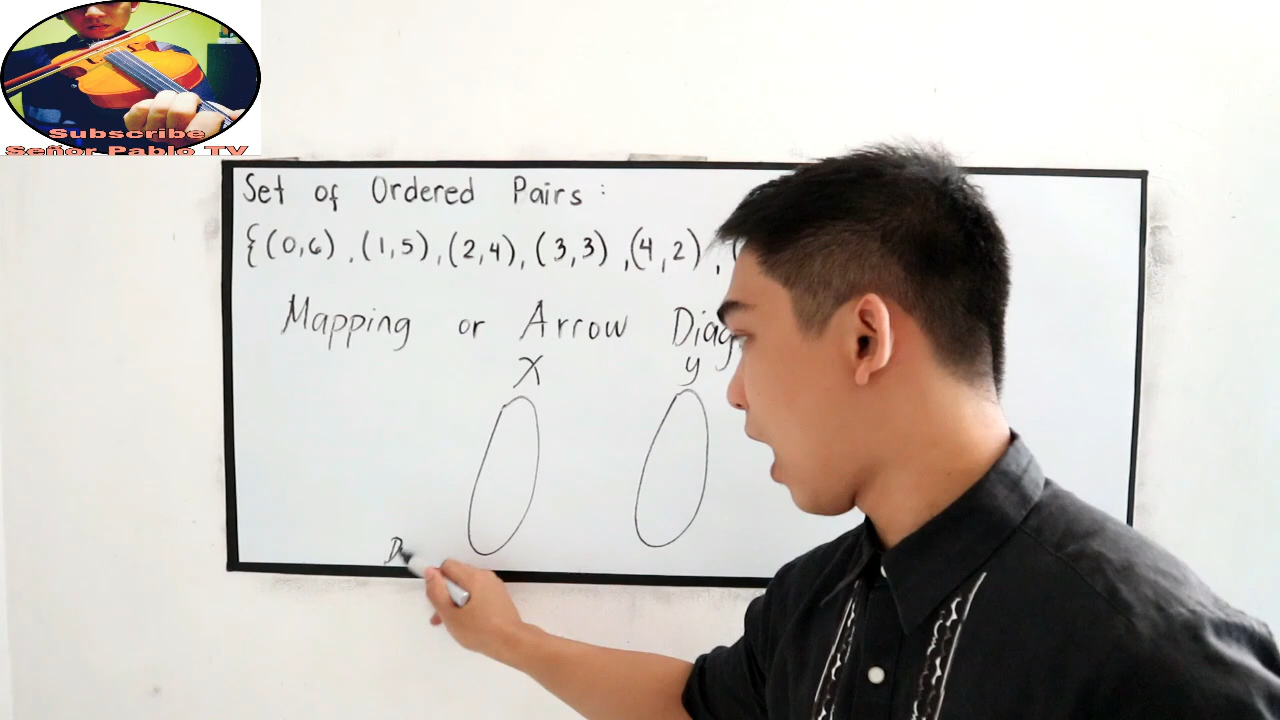 Subscribe
Señor Pablo TV
Set of Ordered Pairs :
{(0,6) , (1,5) , (2,4) , (3,3) , (4,2) , (
Mapping or Arrow Diag
X y
D